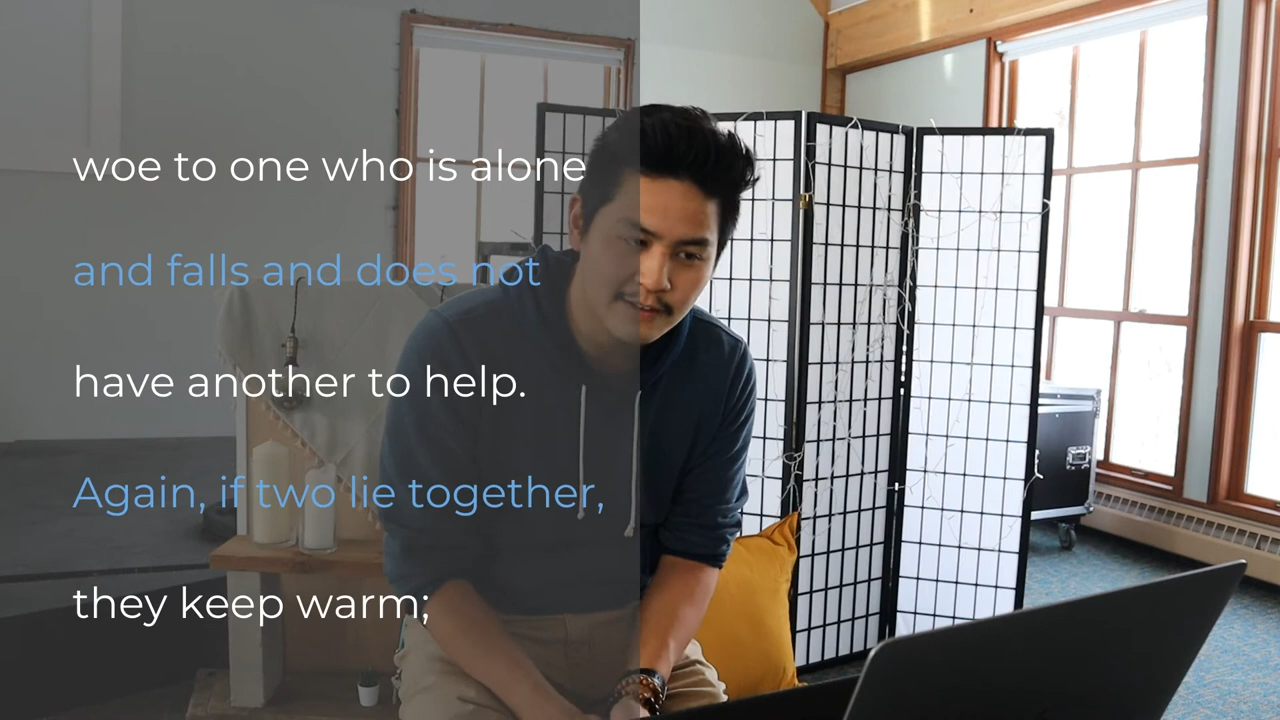 woe to one who is alone
and falls and does not
have another to help.
Again, if two lie together,
they keep warm;